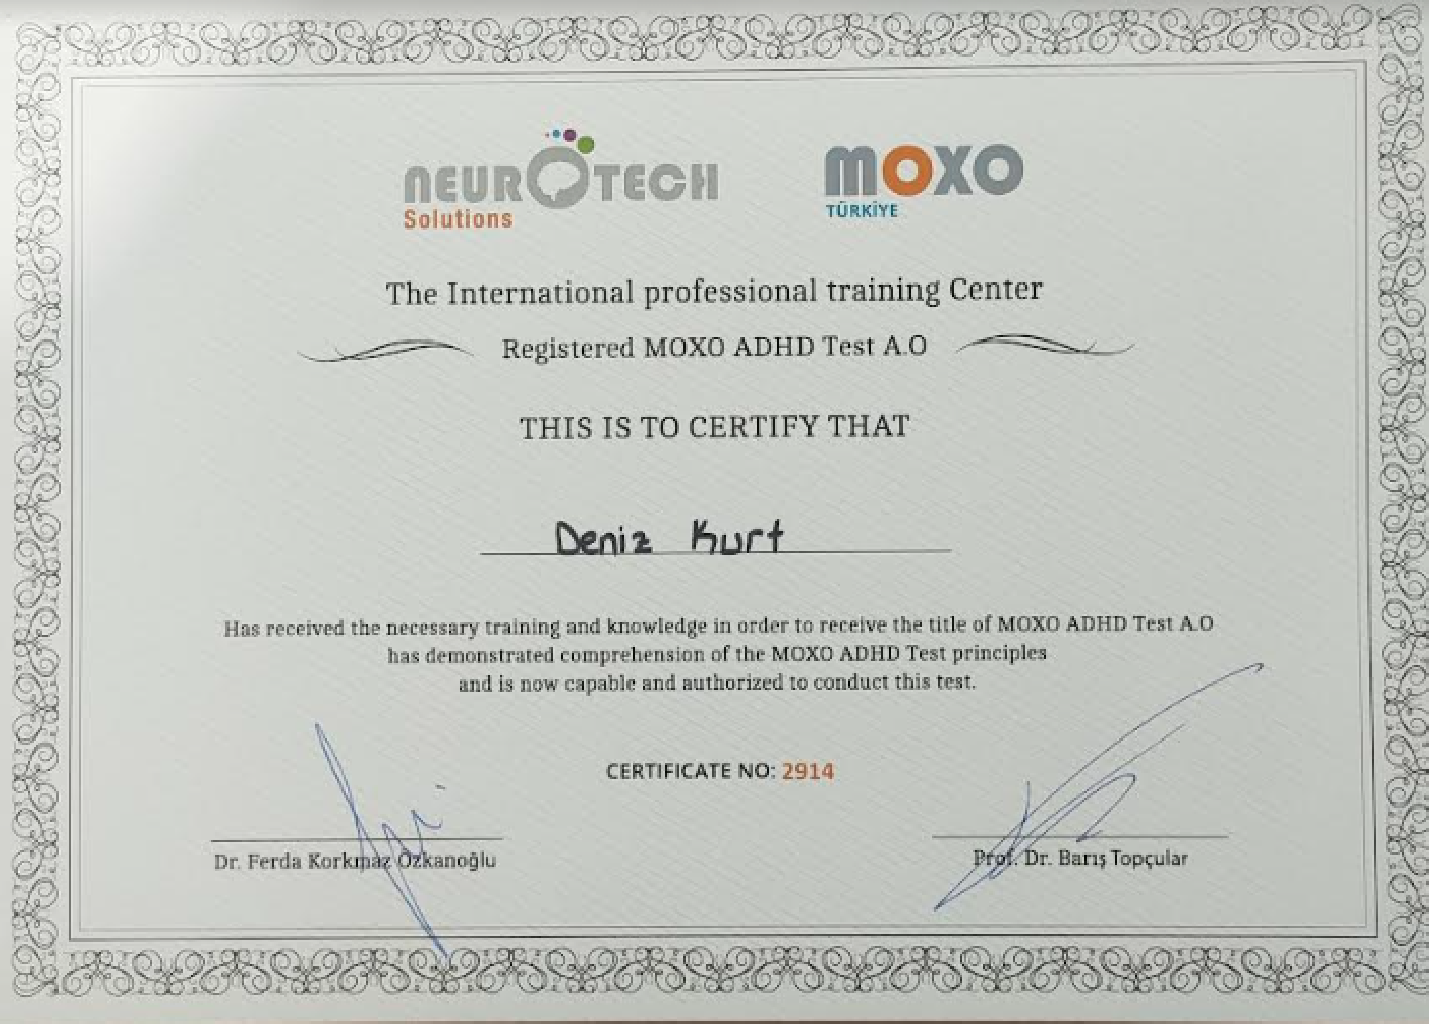 NEUROTECH
Solutions
MOXO
TÜRKİYE
The International professional training Center
Registered MOXO ADHD Test A.O
THIS IS TO CERTIFY THAT
Deniz Kurt
Has received the necessary training and knowledge in order to receive the title of MOXO ADHD Test A.O
has demonstrated comprehension of the MOXO ADHD Test principles
and is now capable and authorized to conduct this test.
CERTIFICATE NO: 2914
Dr. Ferda Korkmaz Özkanoğlu
Prof. Dr. Barış Topçular